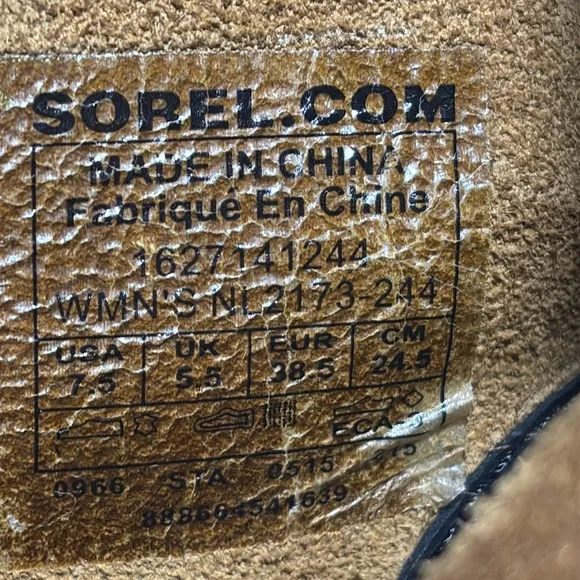 SOREL.COM
MADE IN CHINA
Fabriqué En Chine
1627141244
WMN'S NL2173-244
USA UK EUR CM
7.5 5.5 38.5 24.5
0966 STA 0515
888664541639